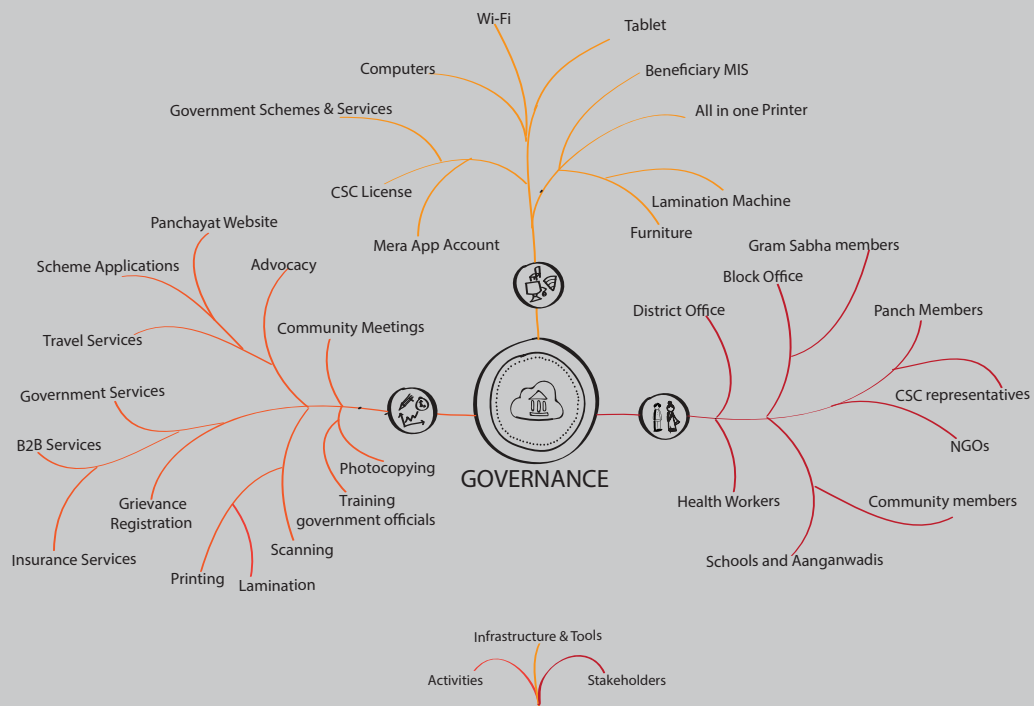 Wi-Fi
Tablet
Computers
Beneficiary MIS
Government Schemes & Services
All in one Printer
CSC License
Lamination Machine
Mera App Account
Furniture
Panchayat Website
Scheme Applications
Advocacy
Travel Services
Community Meetings
Government Services
B2B Services
Insurance Services
Grievance
Registration
Printing
Lamination
Scanning
Training
government officials
Photocopying
GOVERNANCE
Gram Sabha members
Block Office
District Office
Panch Members
CSC representatives
NGOs
Community members
Health Workers
Schools and Aanganwadis
Infrastructure & Tools
Activities
Stakeholders